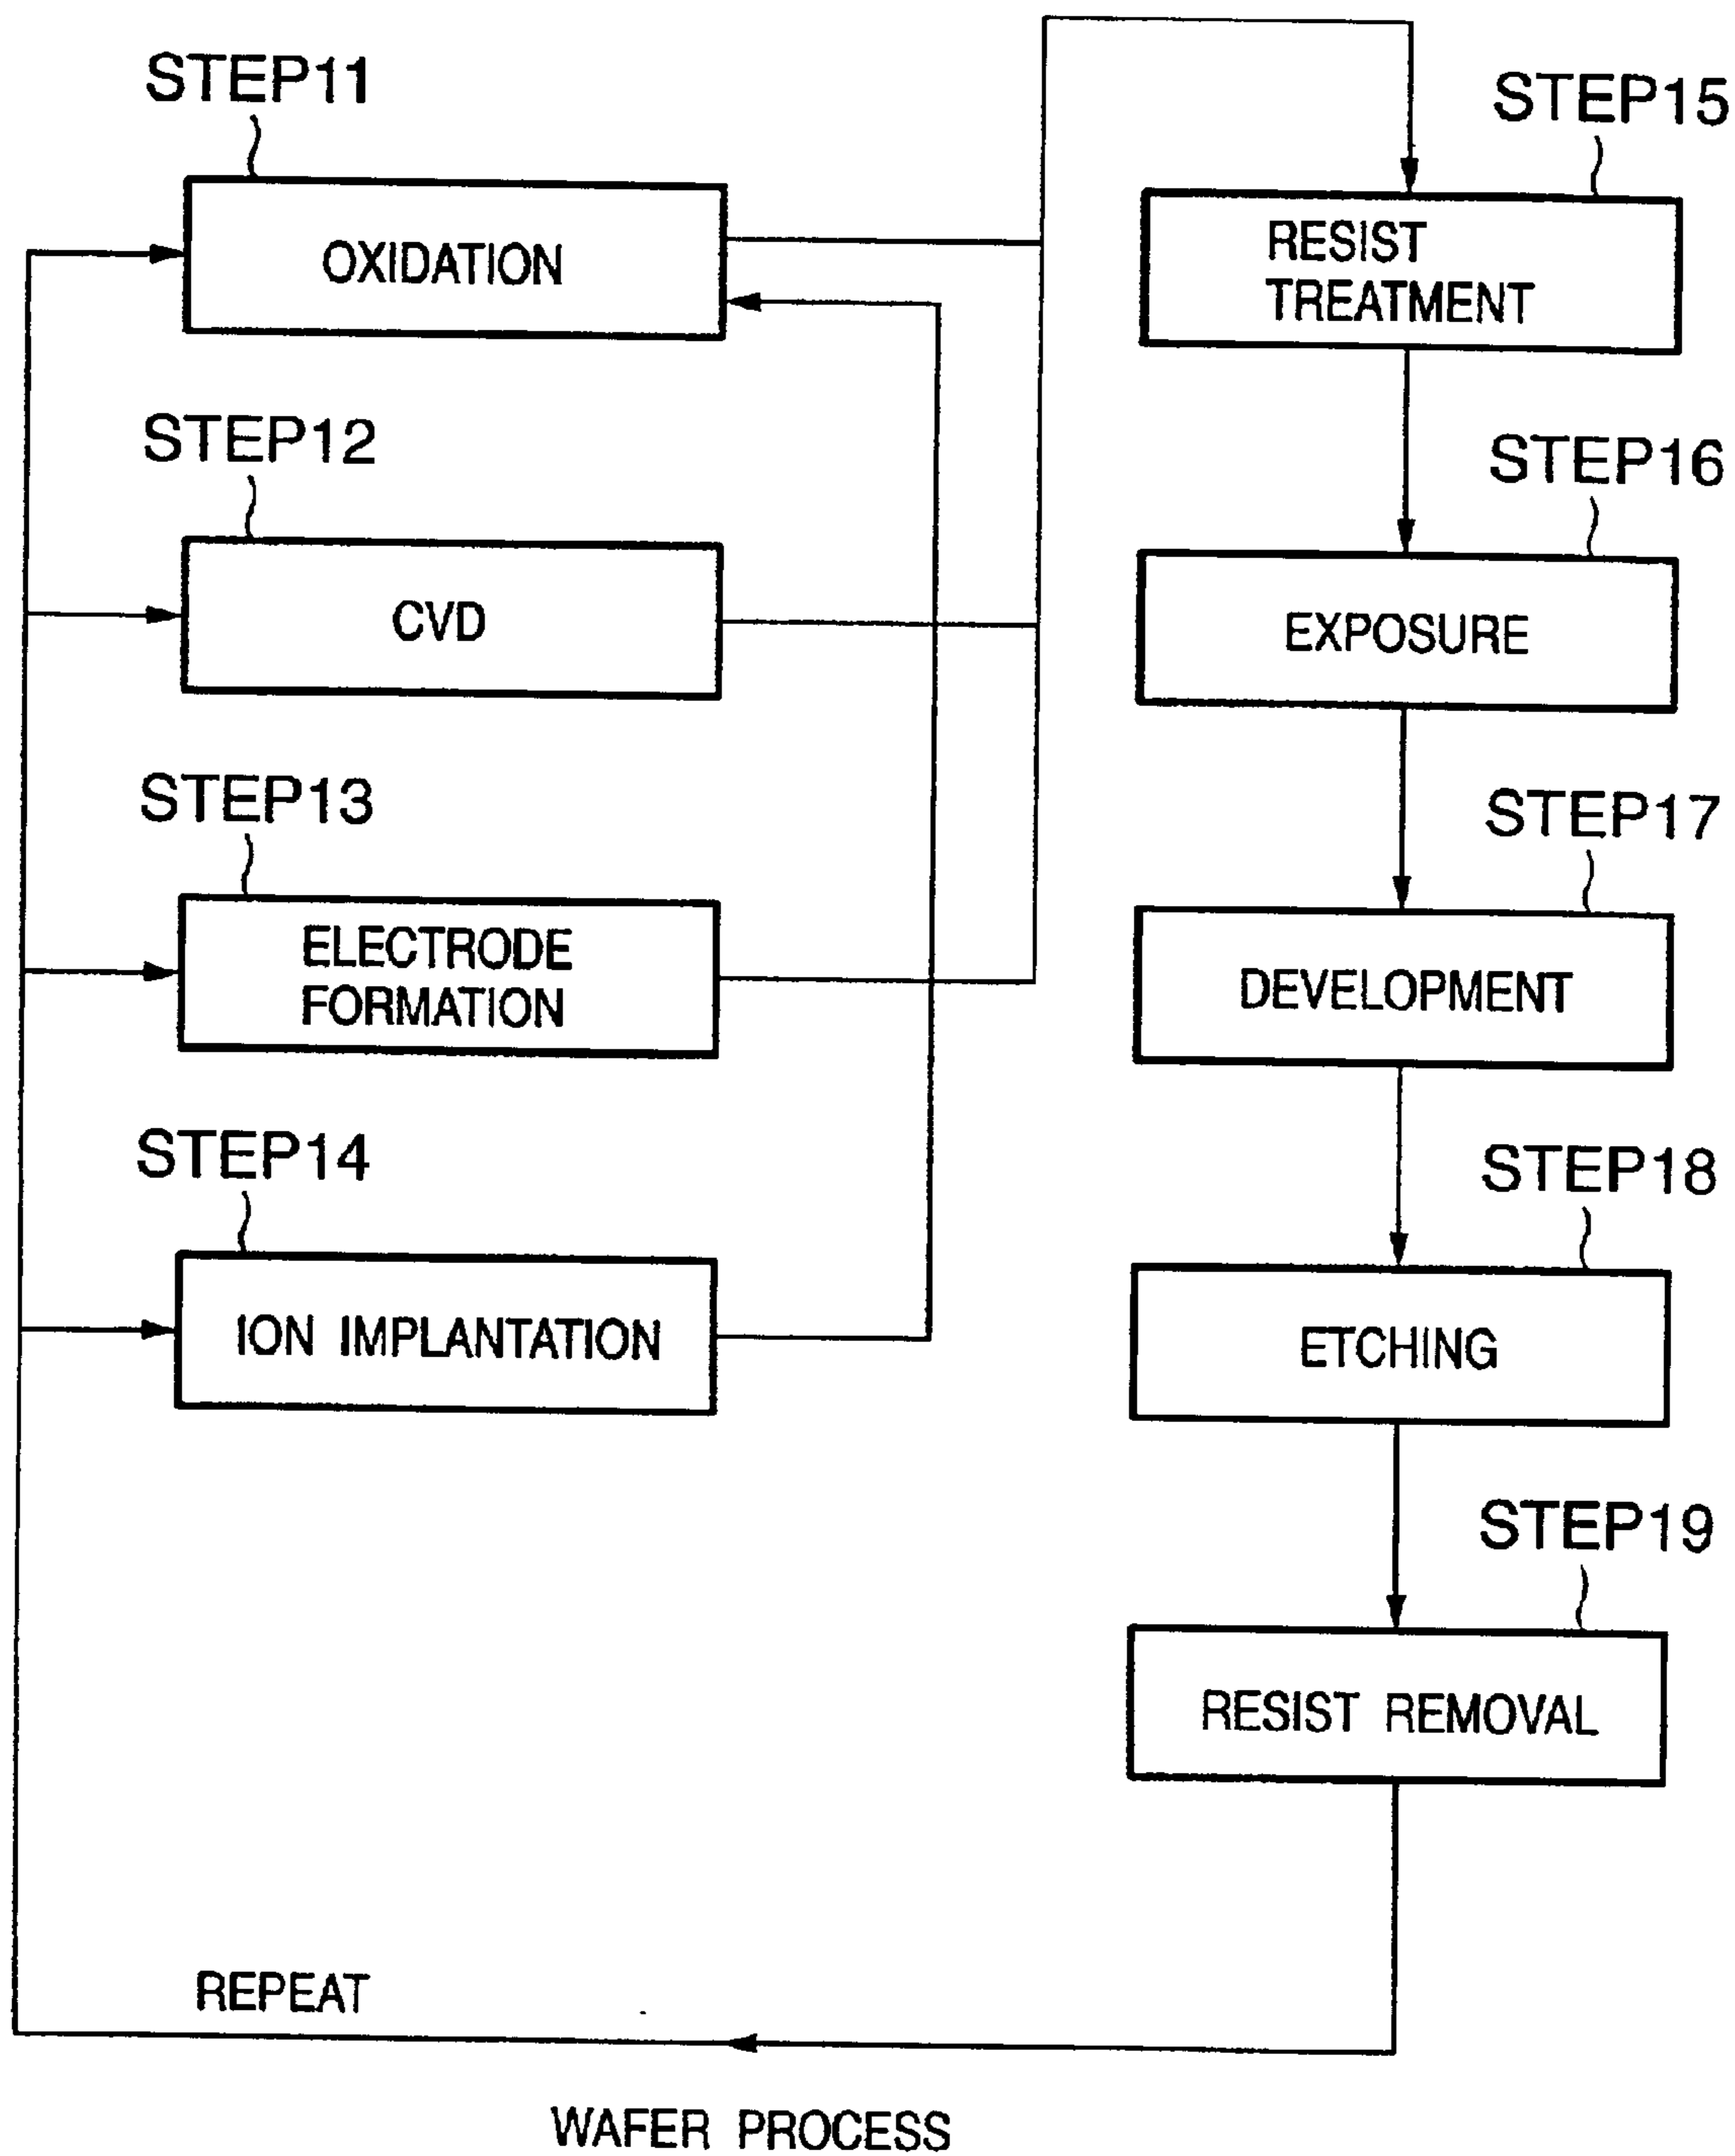 STEP11
OXIDATION
STEP12
CVD
STEP13
ELECTRODE
FORMATION
STEP14
ION IMPLANTATION
STEP15
RESIST
TREATMENT
STEP16
EXPOSURE
STEP17
DEVELOPMENT
STEP18
ETCHING
STEP19
RESIST REMOVAL
REPEAT
WAFER PROCESS